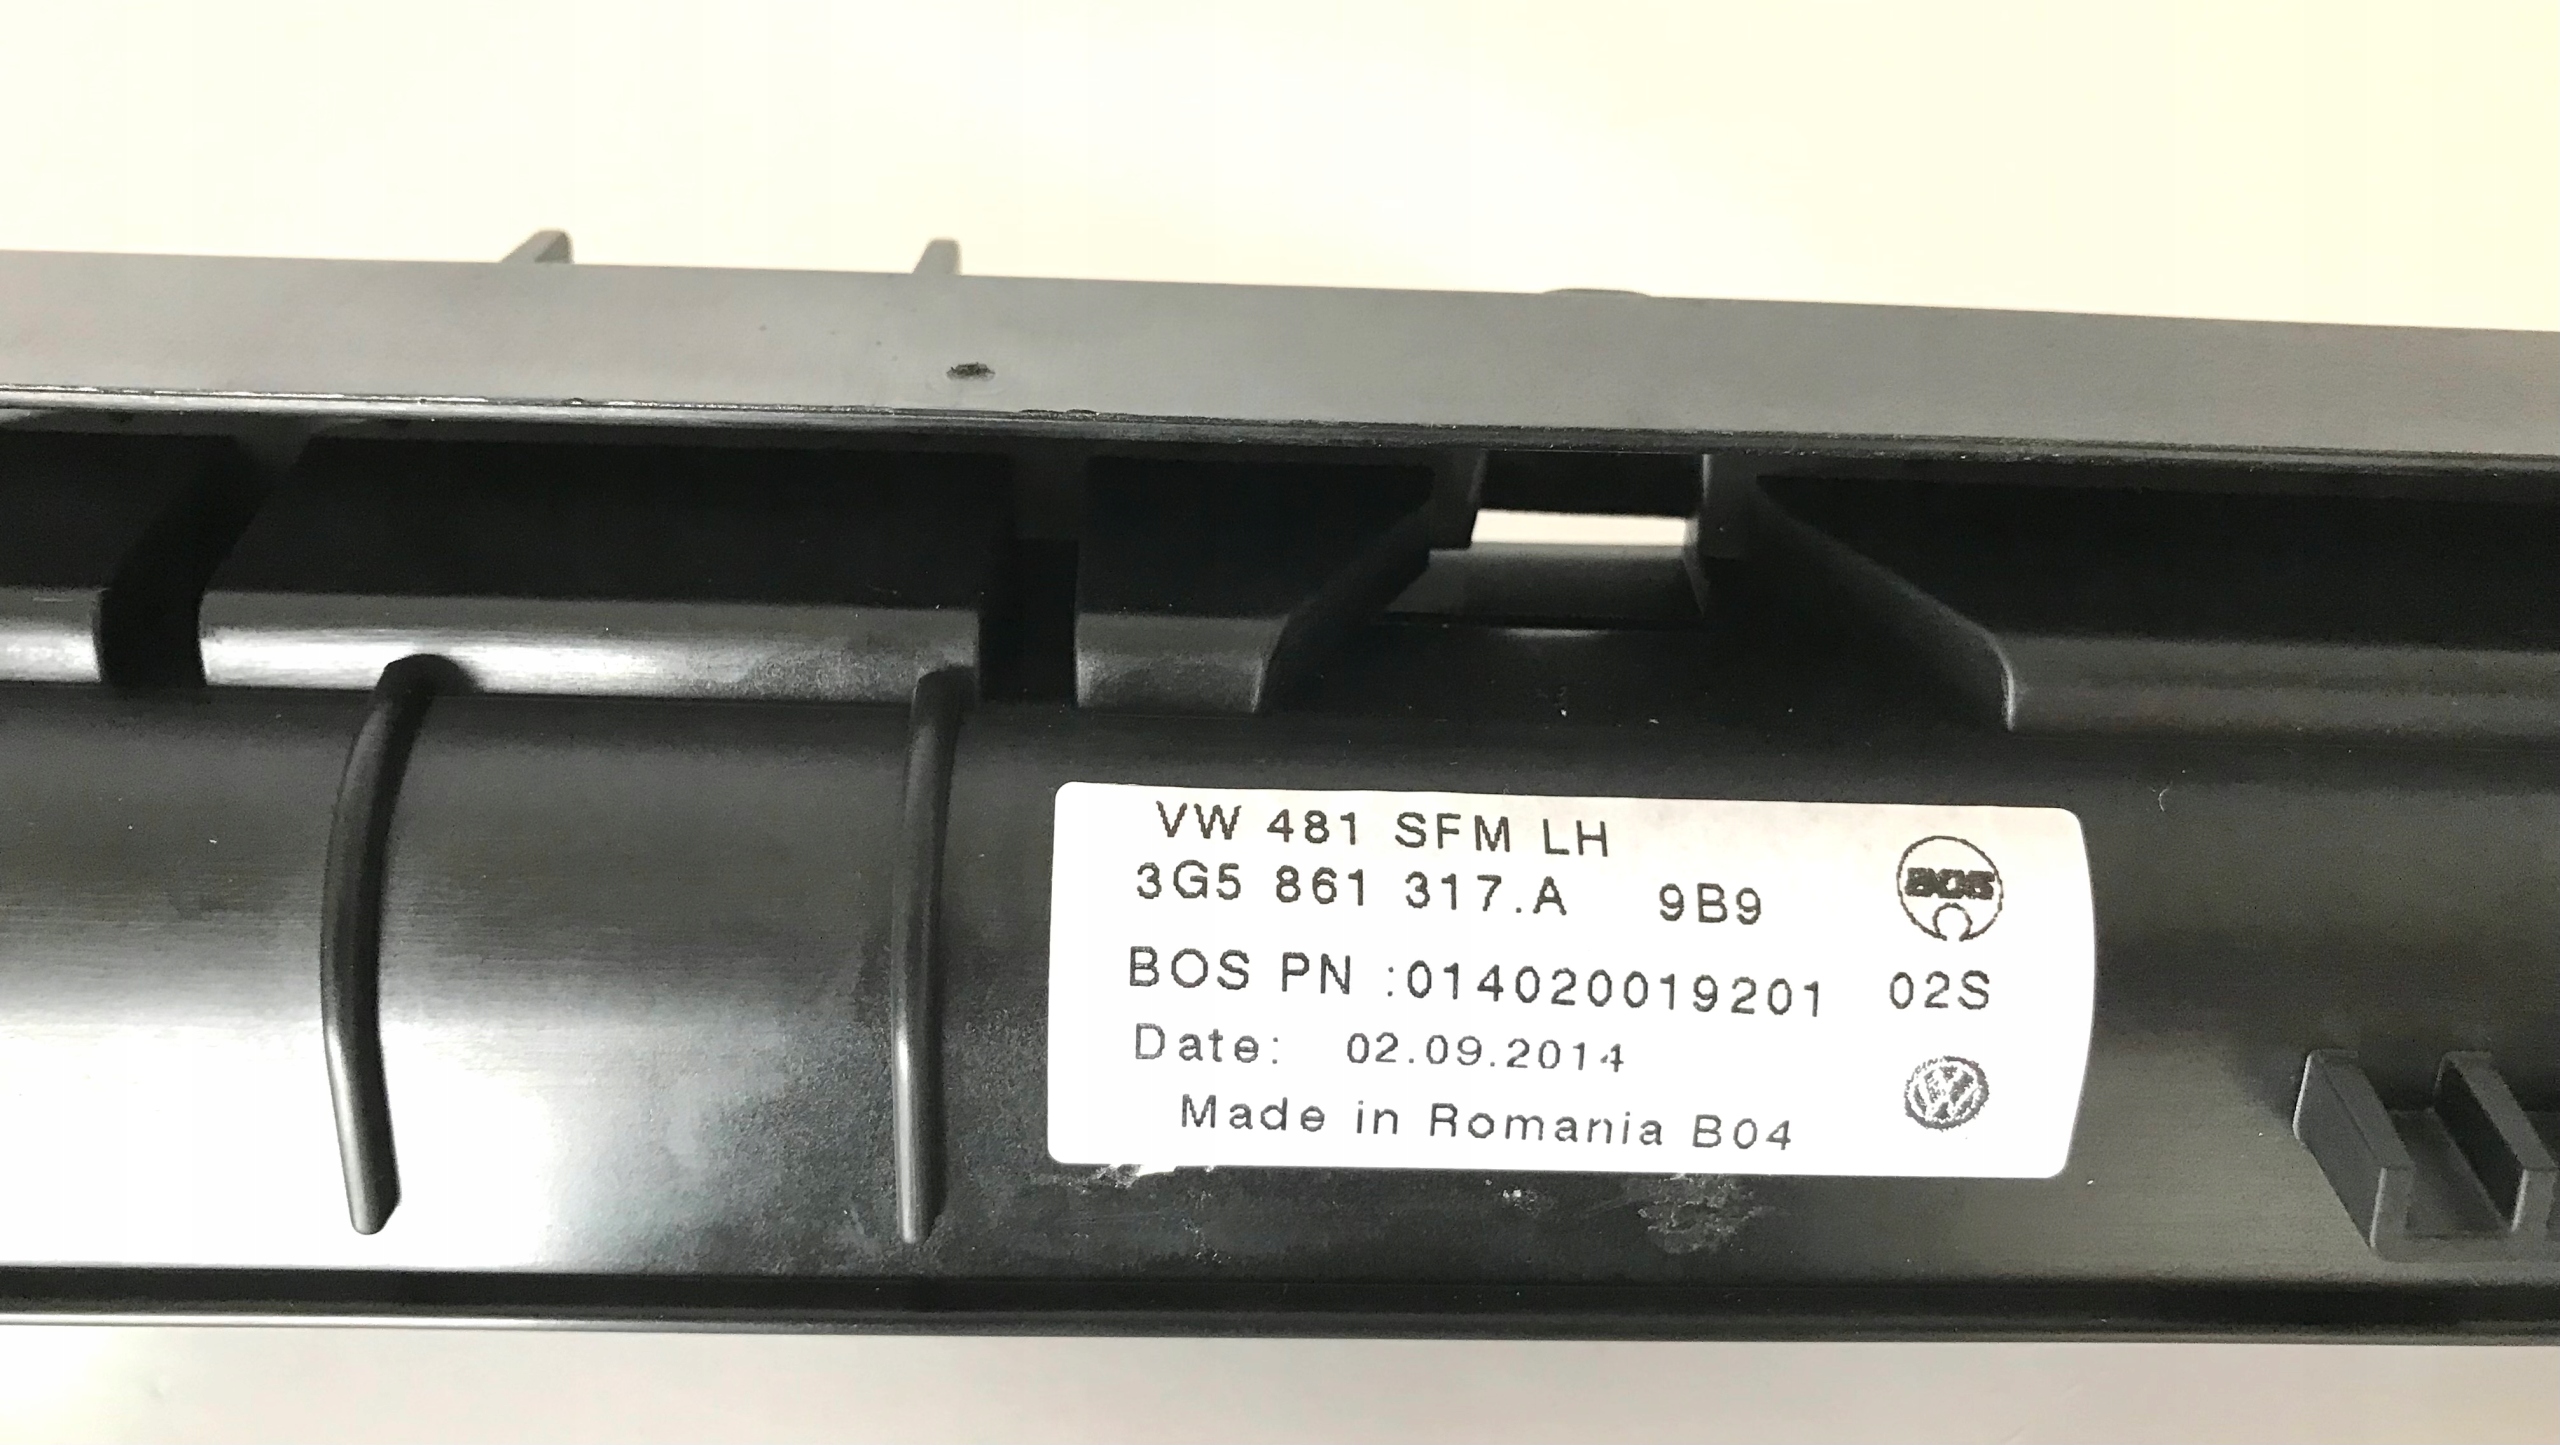 VW 481 SFM LH
3G5 861 317.A 9B9
BOS
BOS PN :014020019201 02S
Date: 02.09.2014
Made in Romania B04